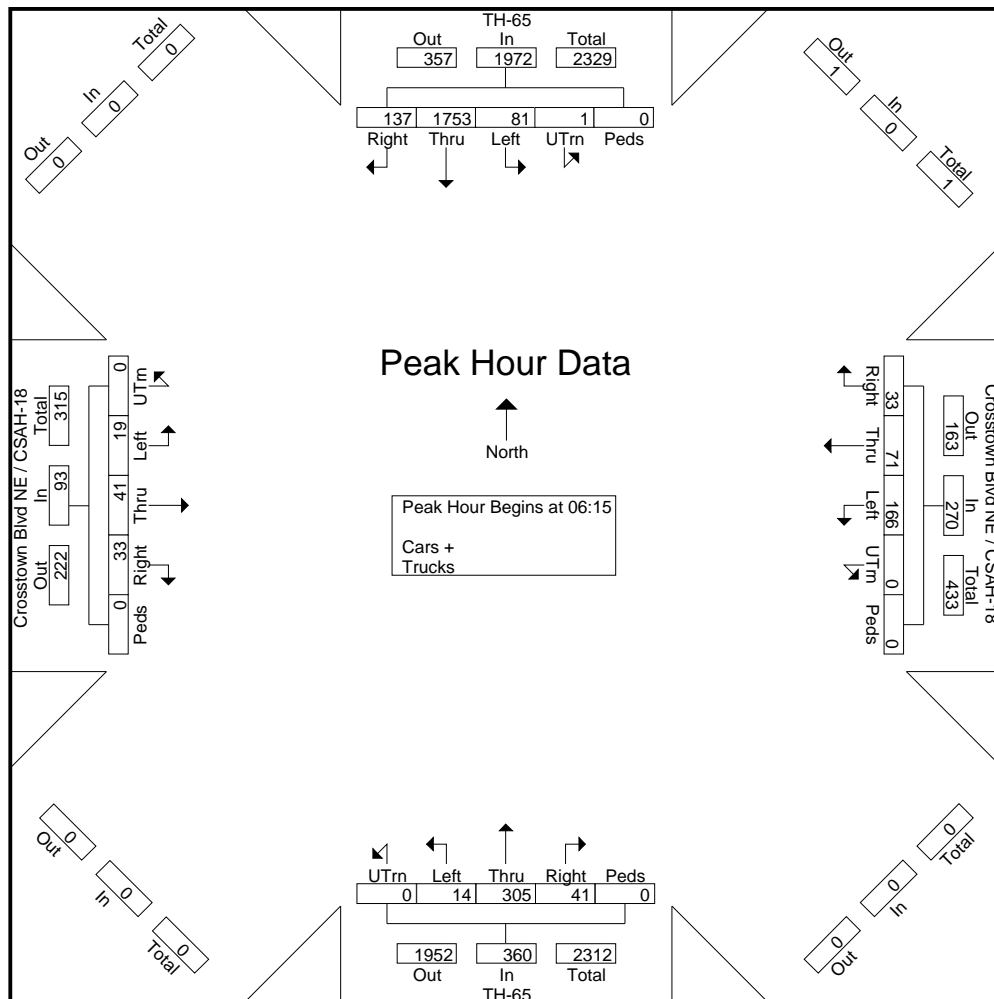 TH-65
Out In Total
357 1972 2329
137 1753 81 1 0
Right Thru Left UTrn Peds
Total
0
In
0
Out
0
Out
1
In
0
Total
1
Crosstown Blvd NE / CSAH-18
Total In Out
315 93 222
0 19 41 33 0
UTrn Left Thru Right Peds
Peak Hour Data
North
Peak Hour Begins at 06:15
Cars +
Trucks
Right Thru Left UTrn Peds
33 71 166 0 0
Out In Total
163 270 433
Crosstown Blvd NE / CSAH-18
0
Out
0
In
0
Total
0
Total
0
In
0
Out
UTrn Left Thru Right Peds
0 14 305 41 0
1952 360 2312
Out In Total
TH-65